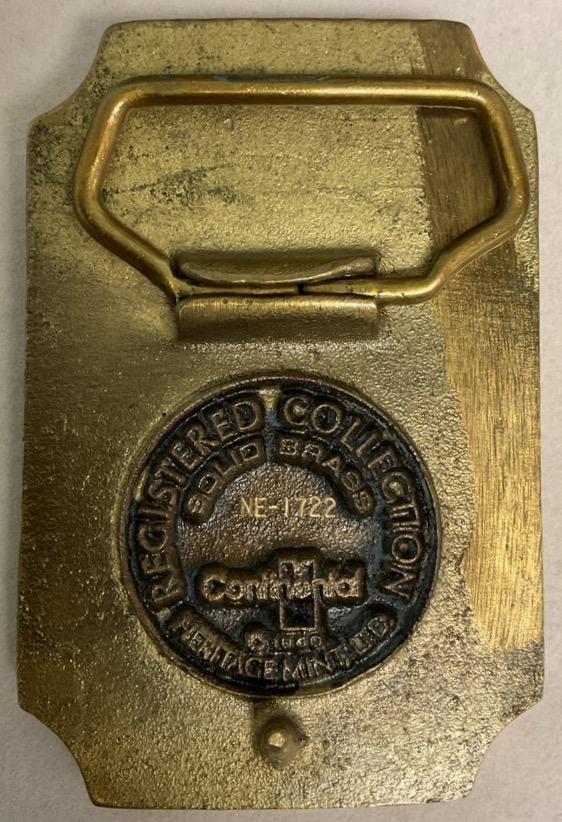 REGISTERED COLLECTION
SOLID BRASS
NE-1722
Continental
©
HERITAGE MINT, LTD.